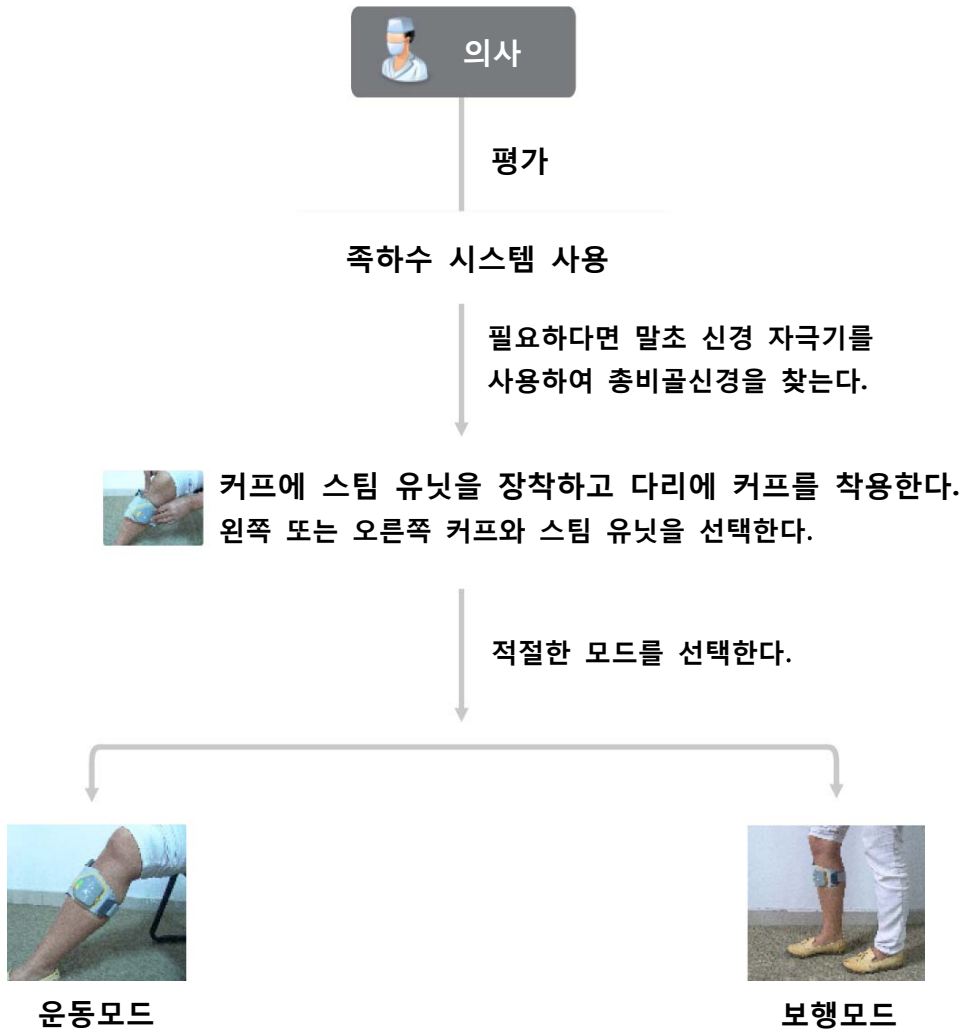 의사
평가
족하수 시스템 사용
필요하다면 말초 신경 자극기를
사용하여 총비골신경을 찾는다.
커프에 스팀 유닛을 장착하고 다리에 커프를 착용한다.
왼쪽 또는 오른쪽 커프와 스팀 유닛을 선택한다.
적절한 모드를 선택한다.
운동모드
보행모드